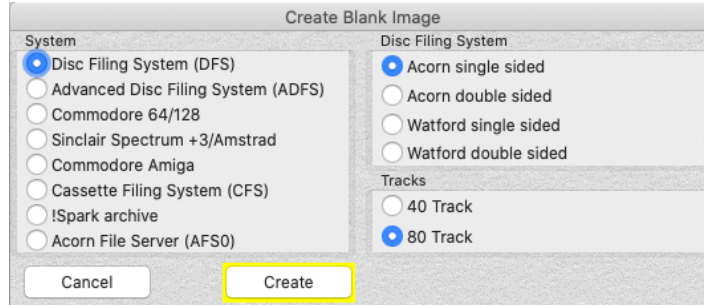 Create Blank Image
System
Disc Filing System (DFS)
Advanced Disc Filing System (ADFS)
Commodore 64/128
Sinclair Spectrum +3/Amstrad
Commodore Amiga
Cassette Filing System (CFS)
!Spark archive
Acorn File Server (AFS0)
Disc Filing System
Acorn single sided
Acorn double sided
Watford single sided
Watford double sided
Tracks
40 Track
80 Track
Cancel
Create